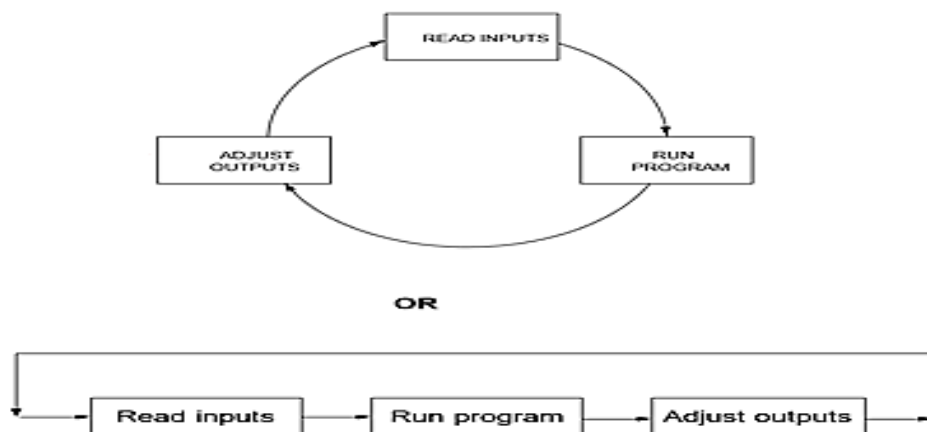 READ INPUTS
ADJUST
OUTPUTS
RUN
PROGRAM
OR
Read inputs
Run program
Adjust outputs